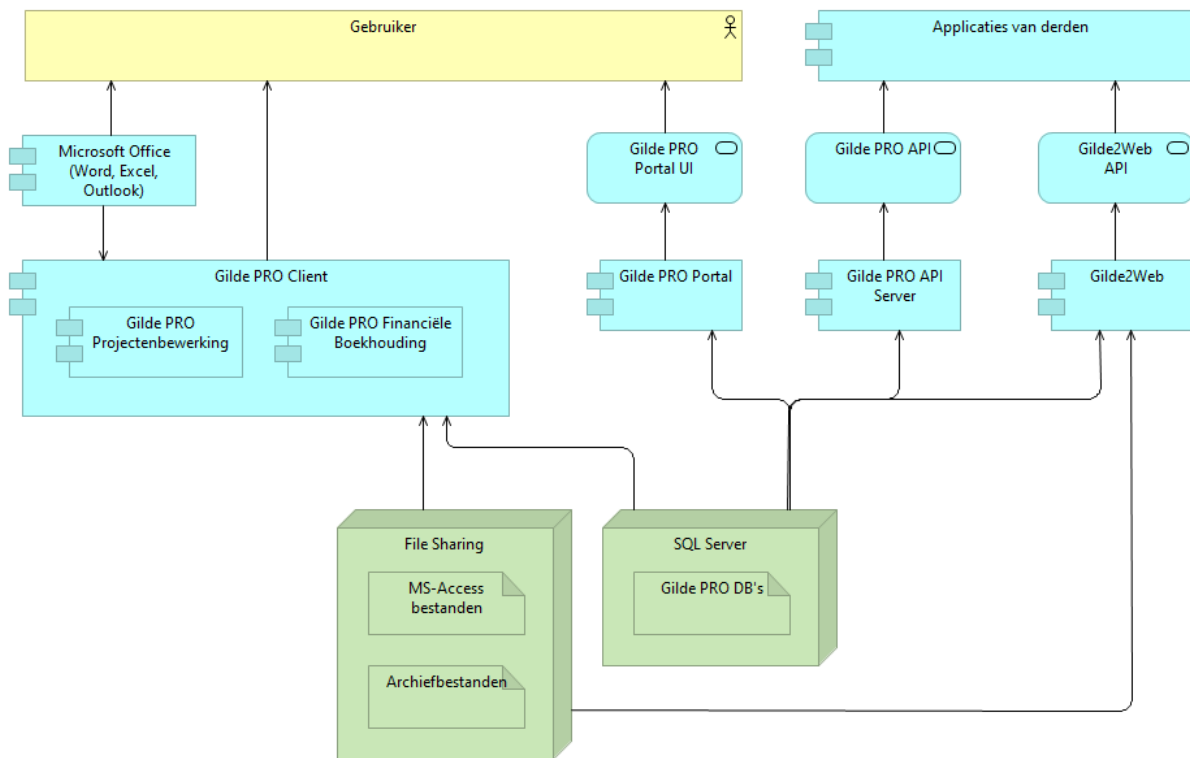 Gebruiker
Applicaties van derden
Microsoft Office
(Word, Excel,
Outlook)
Gilde PRO
Portal UI
Gilde PRO API
Gilde2Web
API
Gilde PRO Client
Gilde PRO
Projectenbewerking
Gilde PRO Financiële
Boekhouding
Gilde PRO Portal
Gilde PRO API
Server
Gilde2Web
File Sharing
MS-Access
bestanden
Archiefbestanden
SQL Server
Gilde PRO DB's